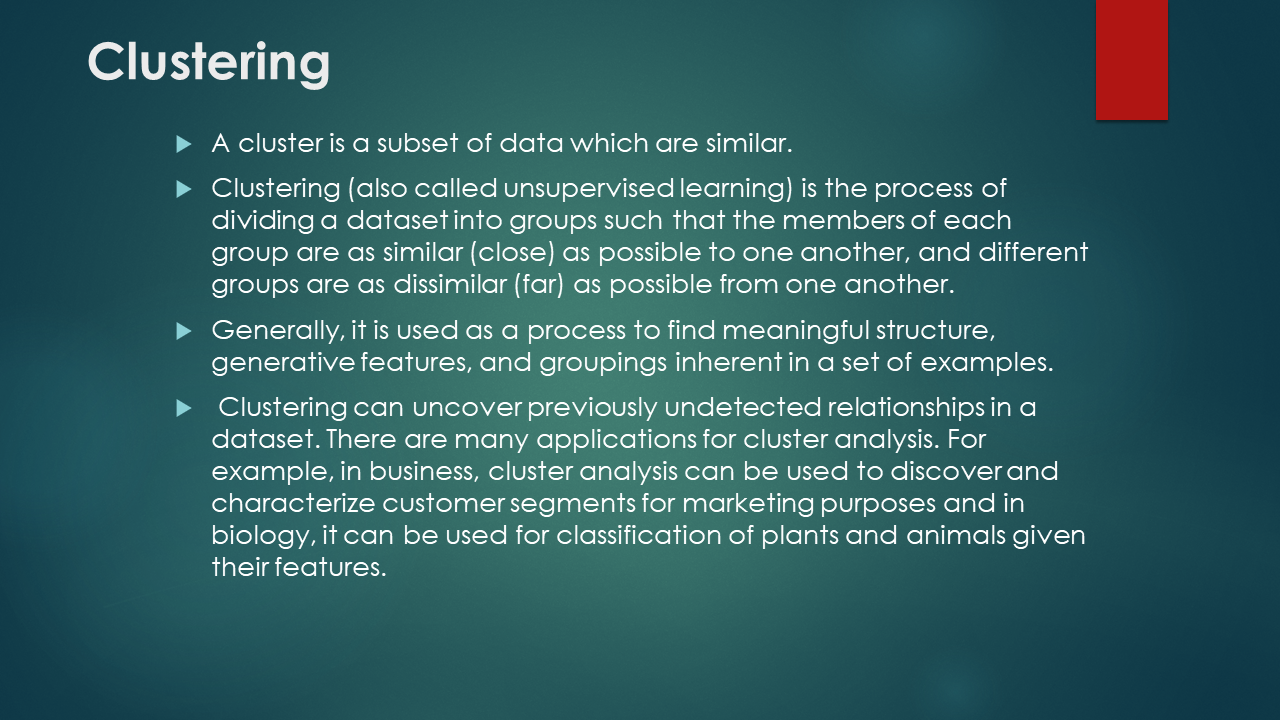 Clustering
A cluster is a subset of data which are similar.
Clustering (also called unsupervised learning) is the process of
dividing a dataset into groups such that the members of each
group are as similar (close) as possible to one another, and different
groups are as dissimilar (far) as possible from one another.
Generally, it is used as a process to find meaningful structure,
generative features, and groupings inherent in a set of examples.
Clustering can uncover previously undetected relationships in a
dataset. There are many applications for cluster analysis. For
example, in business, cluster analysis can be used to discover and
characterize customer segments for marketing purposes and in
biology, it can be used for classification of plants and animals given
their features.